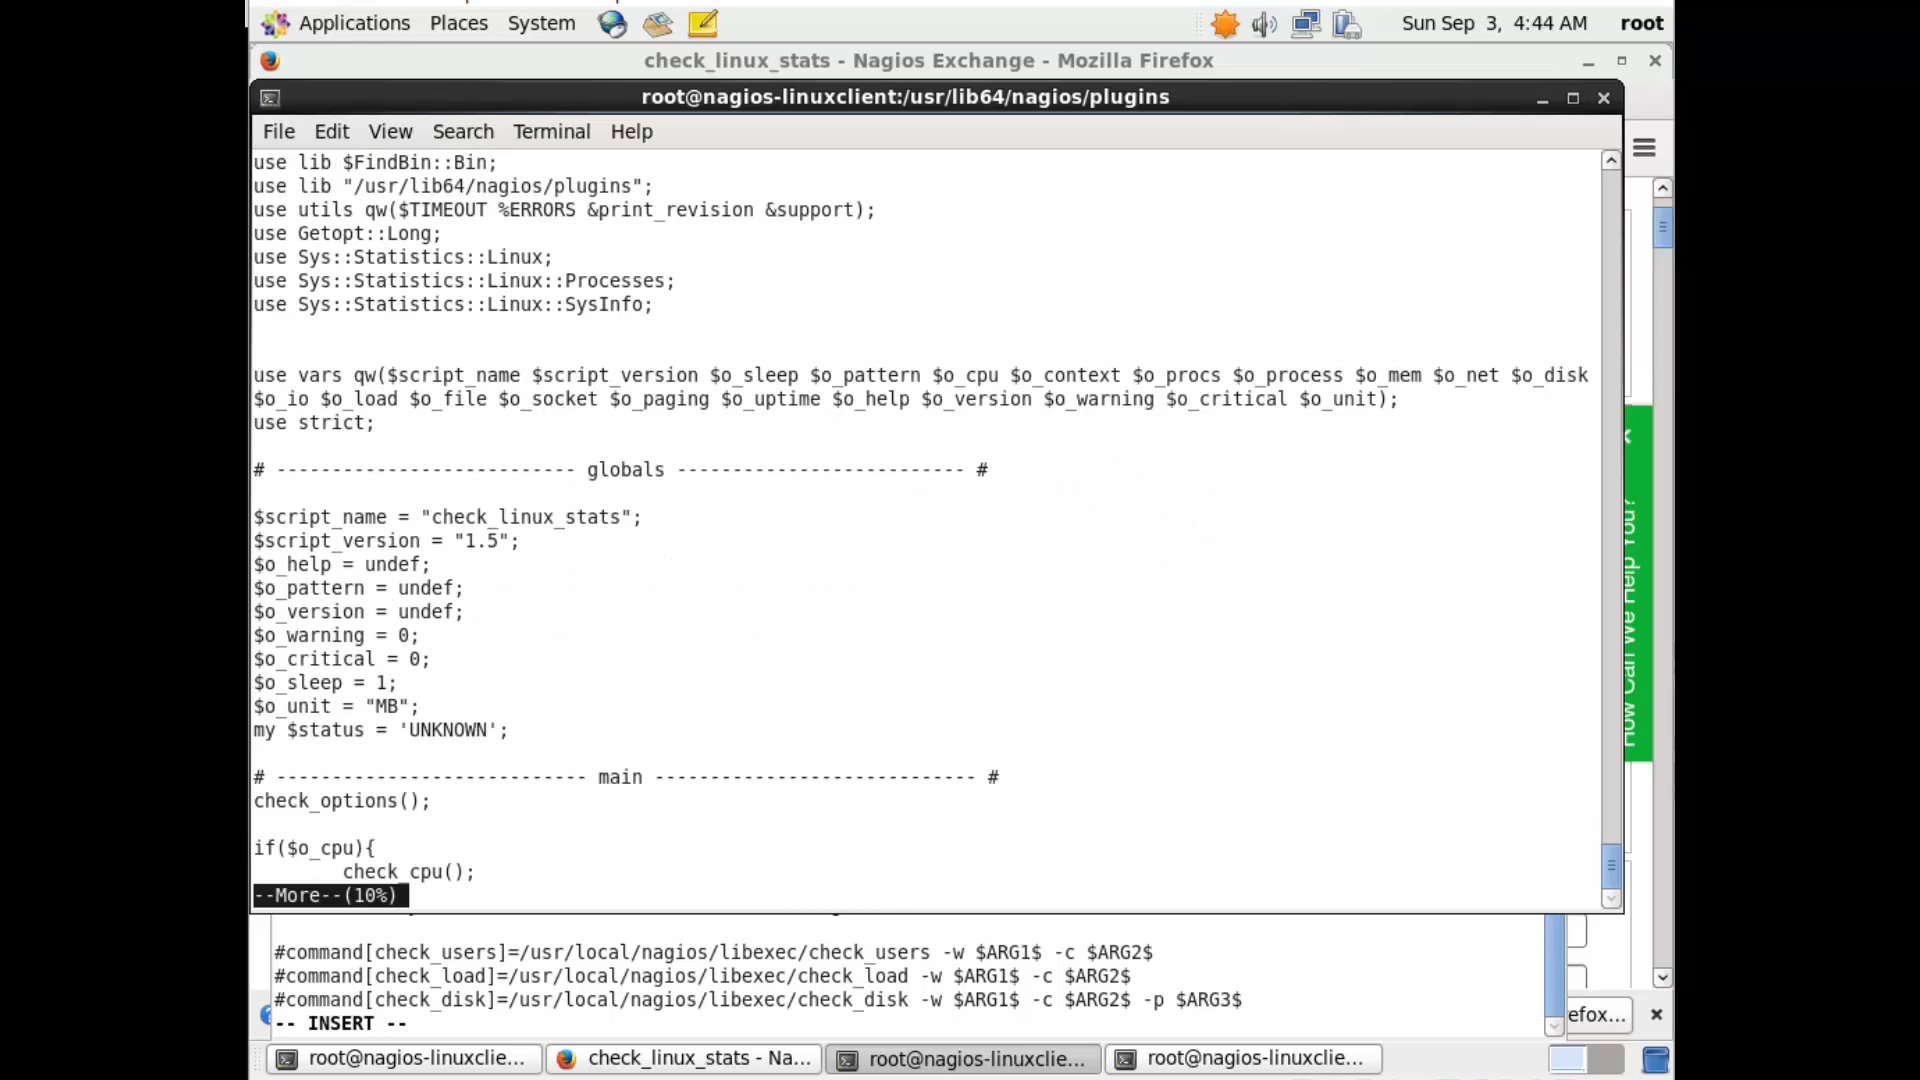 Applications Places System Sun Sep 3, 4:44 AM root
check_linux_stats - Nagios Exchange - Mozilla Firefox
root@nagios-linuxclient:/usr/lib64/nagios/plugins
File Edit View Search Terminal Help
use lib $FindBin::Bin;
use lib "/usr/lib64/nagios/plugins";
use utils qw($TIMEOUT %ERRORS &print_revision &support);
use Getopt::Long;
use Sys::Statistics::Linux;
use Sys::Statistics::Linux::Processes;
use Sys::Statistics::Linux::SysInfo;
use vars qw($script_name $script_version $o_sleep $o_pattern $o_cpu $o_context $o_procs $o_process $o_mem $o_net $o_disk
$o_io $o_load $o_file $o_socket $o_paging $o_uptime $o_help $o_version $o_warning $o_critical $o_unit);
use strict;
# --------------------------- globals -------------------------- #
$script_name = "check_linux_stats";
$script_version = "1.5";
$o_help = undef;
$o_pattern = undef;
$o_version = undef;
$o_warning = 0;
$o_critical = 0;
$o_sleep = 1;
$o_unit = "MB";
my $status = 'UNKNOWN';
# ---------------------------- main ----------------------------- #
check_options();
if($o_cpu){
check_cpu();
--More--(10%)
How Can We Help You?
#command[check_users]=/usr/local/nagios/libexec/check_users -w $ARG1$ -c $ARG2$
#command[check_load]=/usr/local/nagios/libexec/check_load -w $ARG1$ -c $ARG2$
#command[check_disk]=/usr/local/nagios/libexec/check_disk -w $ARG1$ -c $ARG2$ -p $ARG3$
-- INSERT -- efox...
root@nagios-linuxclie... check_linux_stats - Na... root@nagios-linuxclie... root@nagios-linuxclie...